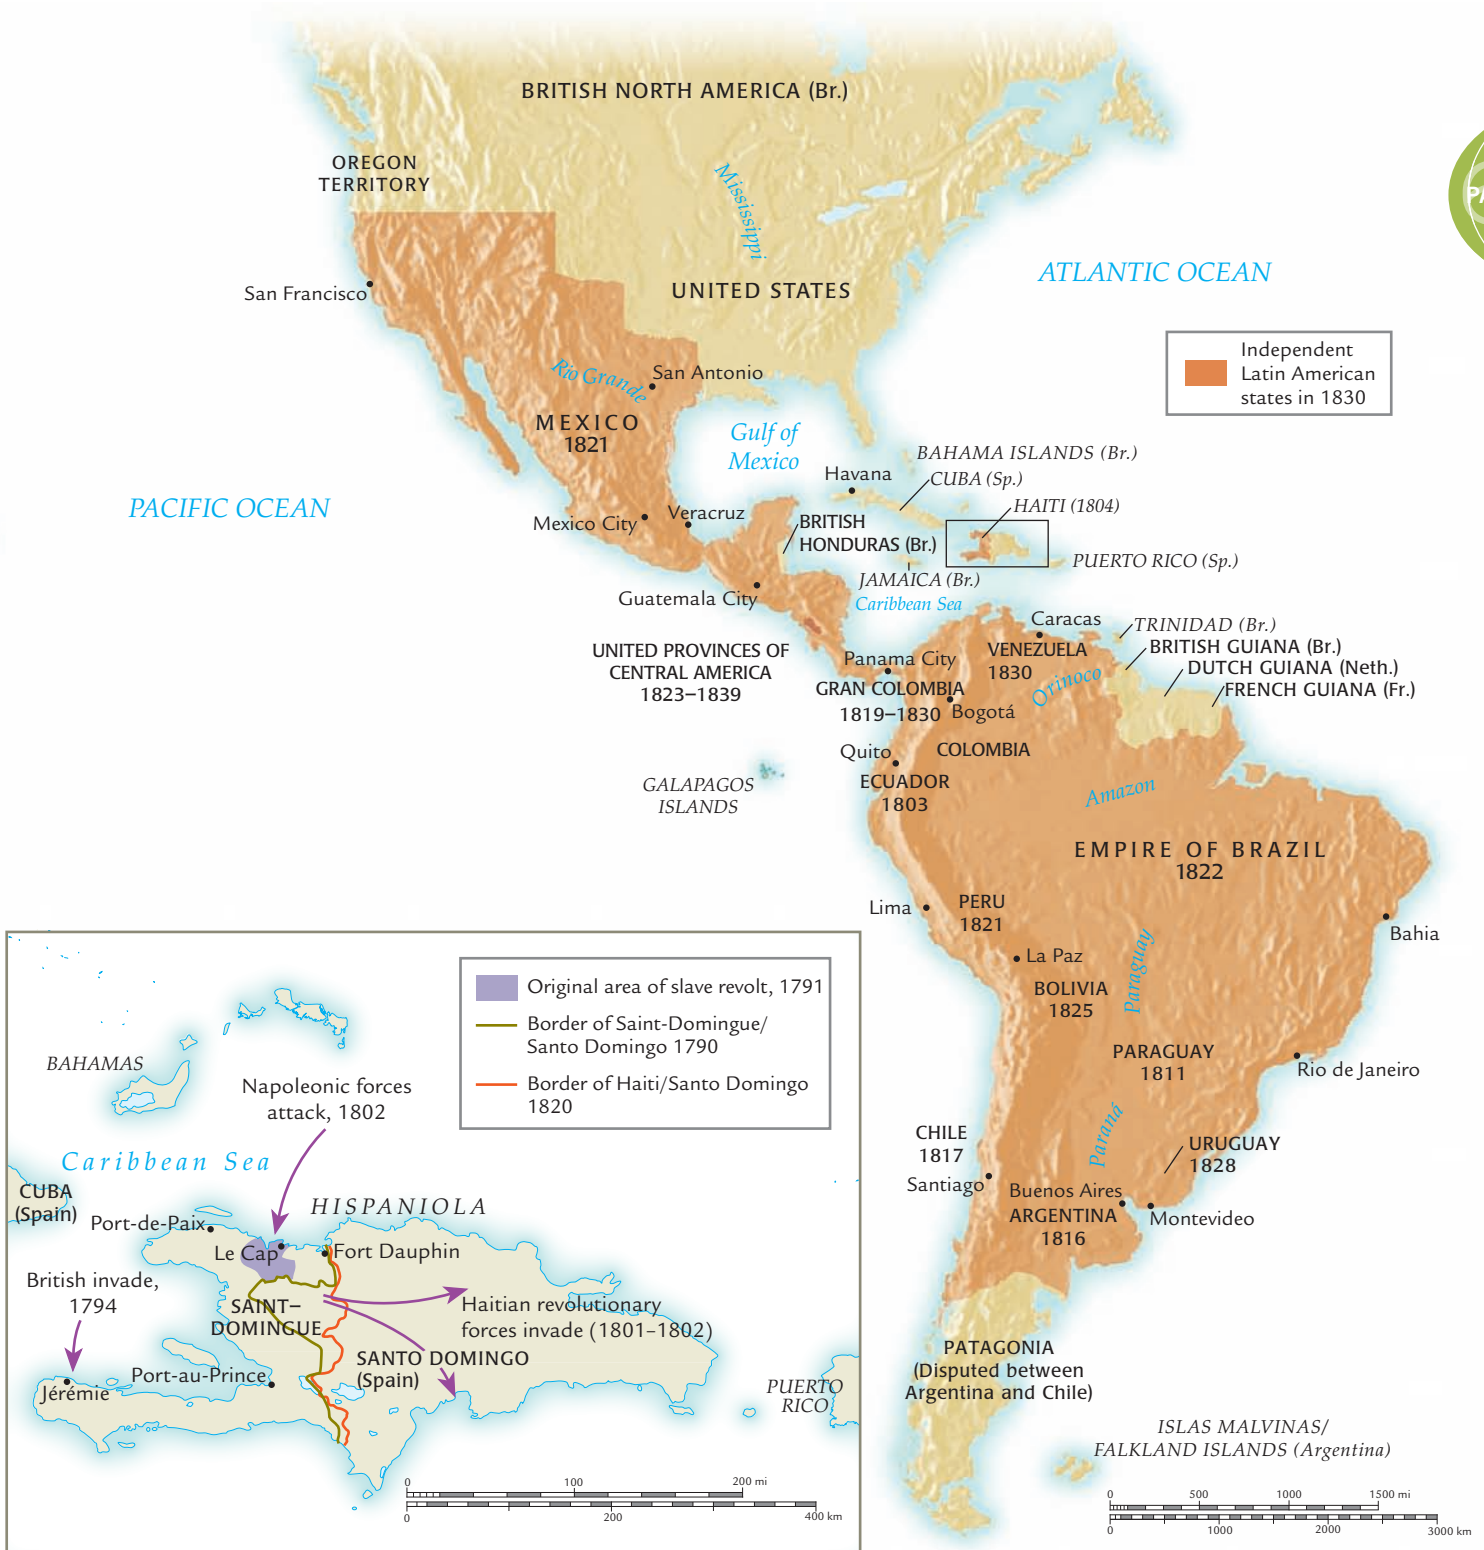 BRITISH NORTH AMERICA (Br.)
OREGON
TERRITORY
Mississippi
San Francisco
UNITED STATES
ATLANTIC OCEAN
Independent
Latin American
states in 1830
Rio Grande
San Antonio
MEXICO
1821
Gulf of
Mexico
PACIFIC OCEAN
Mexico City
Veracruz
Havana
BAHAMA ISLANDS (Br.)
CUBA (Sp.)
HAITI (1804)
BRITISH
HONDURAS (Br.)
PUERTO RICO (Sp.)
JAMAICA (Br.)
Caribbean Sea
Guatemala City
UNITED PROVINCES OF
CENTRAL AMERICA
1823–1839
Panama City
Caracas
TRINIDAD (Br.)
VENEZUELA
1830
BRITISH GUIANA (Br.)
DUTCH GUIANA (Neth.)
FRENCH GUIANA (Fr.)
Orinoco
GRAN COLOMBIA
1819–1830
Bogotá
COLOMBIA
Quito
ECUADOR
1803
GALAPAGOS
ISLANDS
Amazon
EMPIRE OF BRAZIL
1822
Lima
PERU
1821
Bahia
La Paz
BOLIVIA
1825
Paraguay
PARAGUAY
1811
Rio de Janeiro
Paraná
CHILE
1817
Santiago
URUGUAY
1828
Buenos Aires
ARGENTINA
1816
Montevideo
PATAGONIA
(Disputed between
Argentina and Chile)
ISLAS MALVINAS/
FALKLAND ISLANDS (Argentina)
0 500 1000 1500 mi
0 1000 2000 3000 km
Original area of slave revolt, 1791
Border of Saint-Domingue/
Santo Domingo 1790
Border of Haiti/Santo Domingo
1820
BAHAMAS
Napoleonic forces
attack, 1802
Caribbean Sea
CUBA
(Spain)
HISPANIOLA
Port-de-Paix
Le Cap
Fort Dauphin
British invade,
1794
SAINT–
DOMINGUE
Haitian revolutionary
forces invade (1801–1802)
SANTO DOMINGO
(Spain)
Port-au-Prince
Jérémie
PUERTO
RICO
0 100 200 mi
0 200 400 km